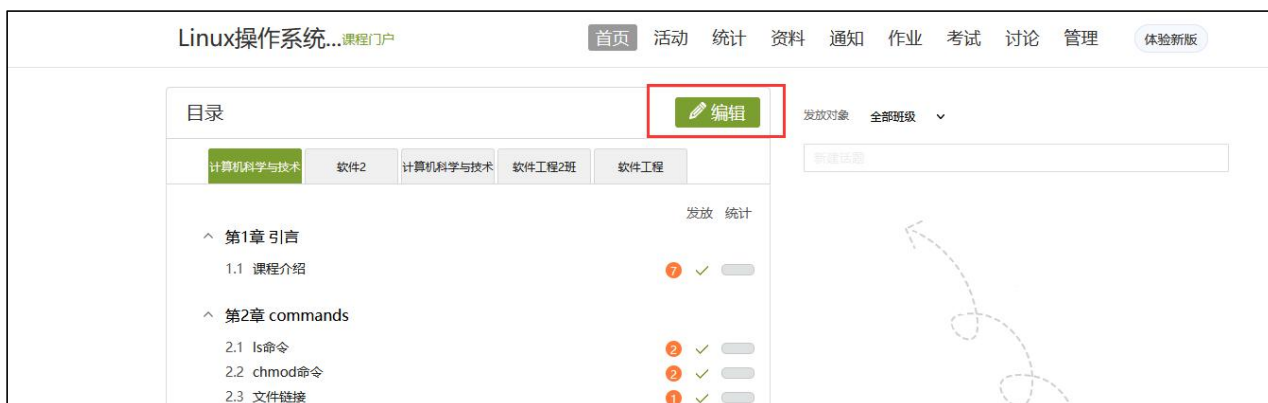 Linux操作系统...课程门户 首页 活动 统计 资料 通知 作业 考试 讨论 管理 体验新版
目录 编辑
发放对象 全部班级
计算机科学与技术 软件2 计算机科学与技术 软件工程2班 软件工程
新建话题
发放 统计
第1章 引言
1.1 课程介绍 7
第2章 commands
2.1 ls命令 2
2.2 chmod命令 2
2.3 文件链接 1